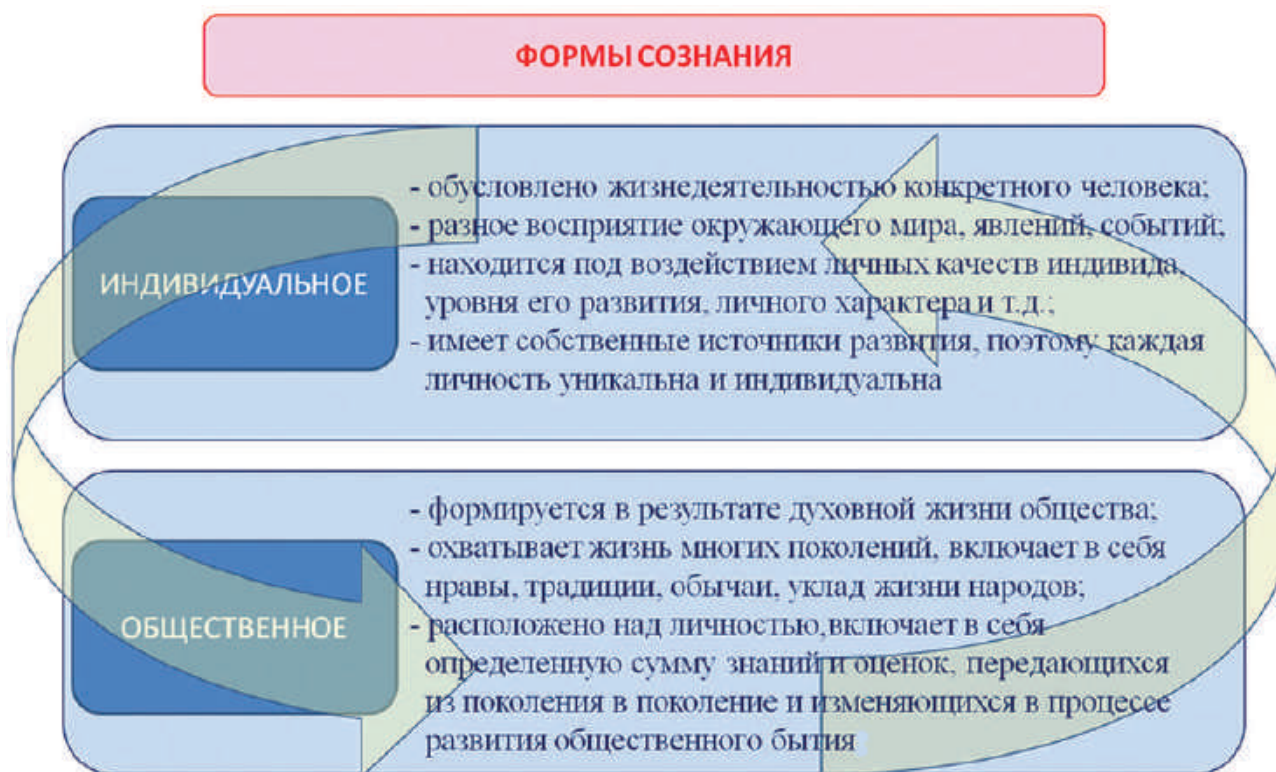 ФОРМЫ СОЗНАНИЯ
ИНДИВИДУАЛЬНОЕ
- обусловлено жизнедеятельностью конкретного человека;
- разное восприятие окружающего мира, явлений, событий;
- находится под воздействием личных качеств индивида,
уровня его развития, личного характера и т.д.;
- имеет собственные источники развития, поэтому каждая
личность уникальна и индивидуальна
ОБЩЕСТВЕННОЕ
- формируется в результате духовной жизни общества;
- охватывает жизнь многих поколений, включает в себя
нравы, традиции, обычаи, уклад жизни народов;
- расположено над личностью,включает в себя
определенную сумму знаний и оценок, передающихся
из поколения в поколение и изменяющихся в процессе
развития общественного бытия